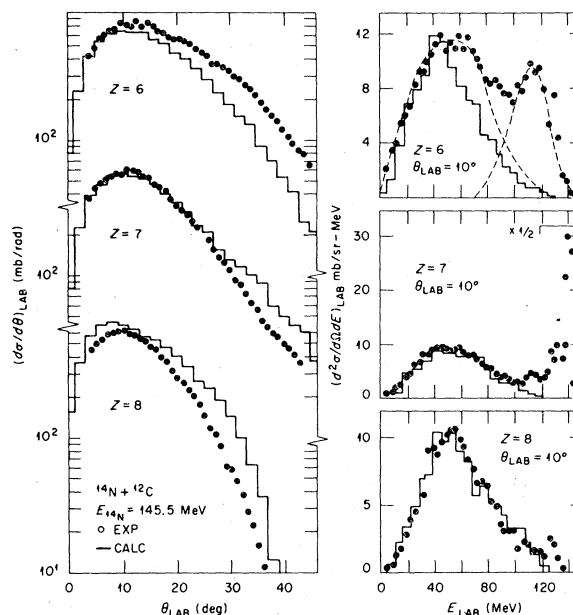 (dσ/dθ)LAB (mb/rad)
10²
10²
10²
10¹
Z = 6
Z = 7
Z = 8
¹⁴N + ¹²C
E¹⁴N = 145.5 MeV
○ EXP
— CALC
0 10 20 30 40
θLAB (deg)
(d²σ/dΩdE)LAB mb/sr-MeV
12
8
4
Z = 6
θLAB = 10°
x 1/2
30
20
10
0
Z = 7
θLAB = 10°
10
5
0
Z = 8
θLAB = 10°
0 40 80 120
ELAB (MeV)